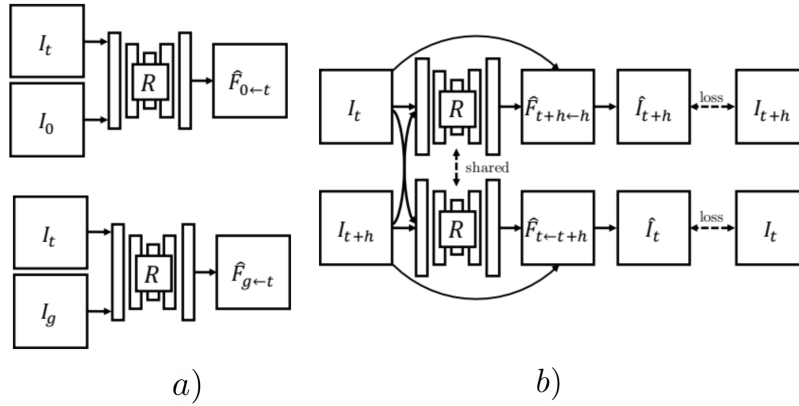 I_t
R
F̂_{0←t}
I_0
I_t
R
F̂_{g←t}
I_g
a)
I_t
R
F̂_{t+h←h}
Î_{t+h}
loss
I_{t+h}
shared
I_{t+h}
R
F̂_{t←t+h}
Î_t
loss
I_t
b)